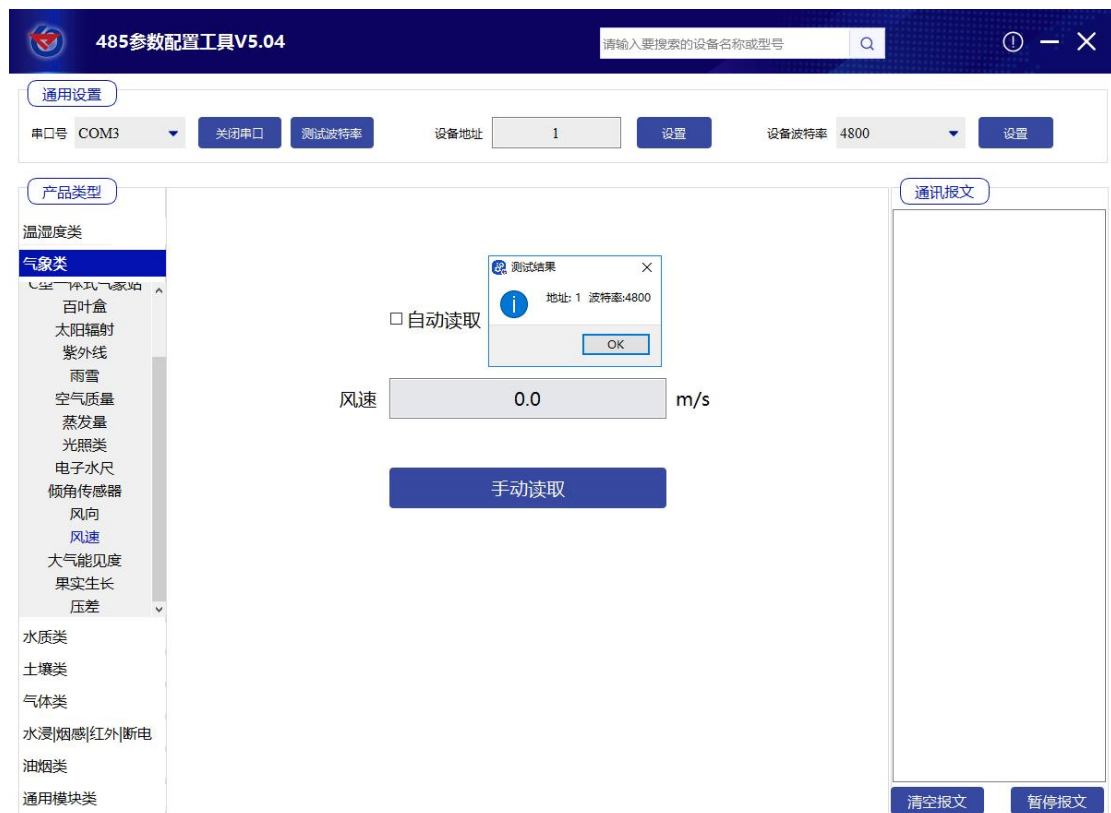 485参数配置工具V5.04
请输入要搜索的设备名称或型号
通用设置
串口号 COM3 关闭串口 测试波特率 设备地址 1 设置 设备波特率 4800 设置
产品类型
温湿度类
气象类
百叶盒
太阳辐射
紫外线
雨雪
空气质量
蒸发量
光照类
电子水尺
倾角传感器
风向
风速
大气能见度
果实生长
压差
水质类
土壤类
气体类
水浸|烟感|红外|断电
油烟类
通用模块类
自动读取
测试结果
地址: 1 波特率:4800
OK
风速 0.0 m/s
手动读取
通讯报文
清空报文 暂停报文